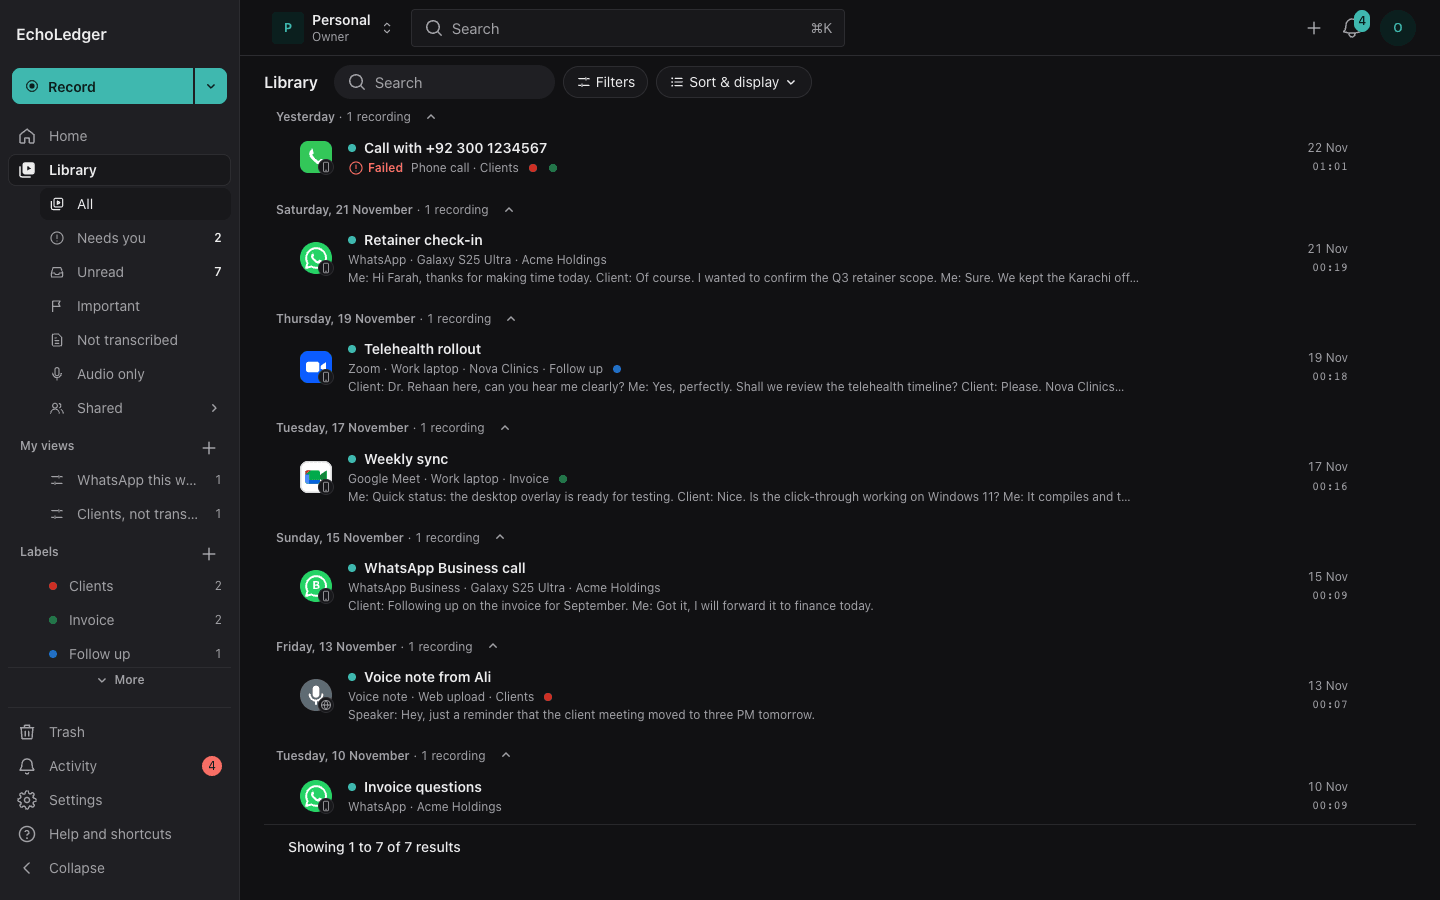 EchoLedger
Record
Home
Library
All
Needs you 2
Unread 7
Important
Not transcribed
Audio only
Shared
My views
WhatsApp this w... 1
Clients, not trans... 1
Labels
Clients 2
Invoice 2
Follow up 1
More
Trash
Activity 4
Settings
Help and shortcuts
Collapse
P Personal
Owner
Search ⌘K
4
O
Library
Search
Filters
Sort & display
Yesterday · 1 recording
Call with +92 300 1234567
22 Nov
Failed Phone call · Clients
01:01
Saturday, 21 November · 1 recording
Retainer check-in
21 Nov
WhatsApp · Galaxy S25 Ultra · Acme Holdings
00:19
Me: Hi Farah, thanks for making time today. Client: Of course. I wanted to confirm the Q3 retainer scope. Me: Sure. We kept the Karachi off...
Thursday, 19 November · 1 recording
Telehealth rollout
19 Nov
Zoom · Work laptop · Nova Clinics · Follow up
00:18
Client: Dr. Rehaan here, can you hear me clearly? Me: Yes, perfectly. Shall we review the telehealth timeline? Client: Please. Nova Clinics...
Tuesday, 17 November · 1 recording
Weekly sync
17 Nov
Google Meet · Work laptop · Invoice
00:16
Me: Quick status: the desktop overlay is ready for testing. Client: Nice. Is the click-through working on Windows 11? Me: It compiles and t...
Sunday, 15 November · 1 recording
B
WhatsApp Business call
15 Nov
WhatsApp Business · Galaxy S25 Ultra · Acme Holdings
00:09
Client: Following up on the invoice for September. Me: Got it, I will forward it to finance today.
Friday, 13 November · 1 recording
Voice note from Ali
13 Nov
Voice note · Web upload · Clients
00:07
Speaker: Hey, just a reminder that the client meeting moved to three PM tomorrow.
Tuesday, 10 November · 1 recording
Invoice questions
10 Nov
WhatsApp · Acme Holdings
00:09
Showing 1 to 7 of 7 results